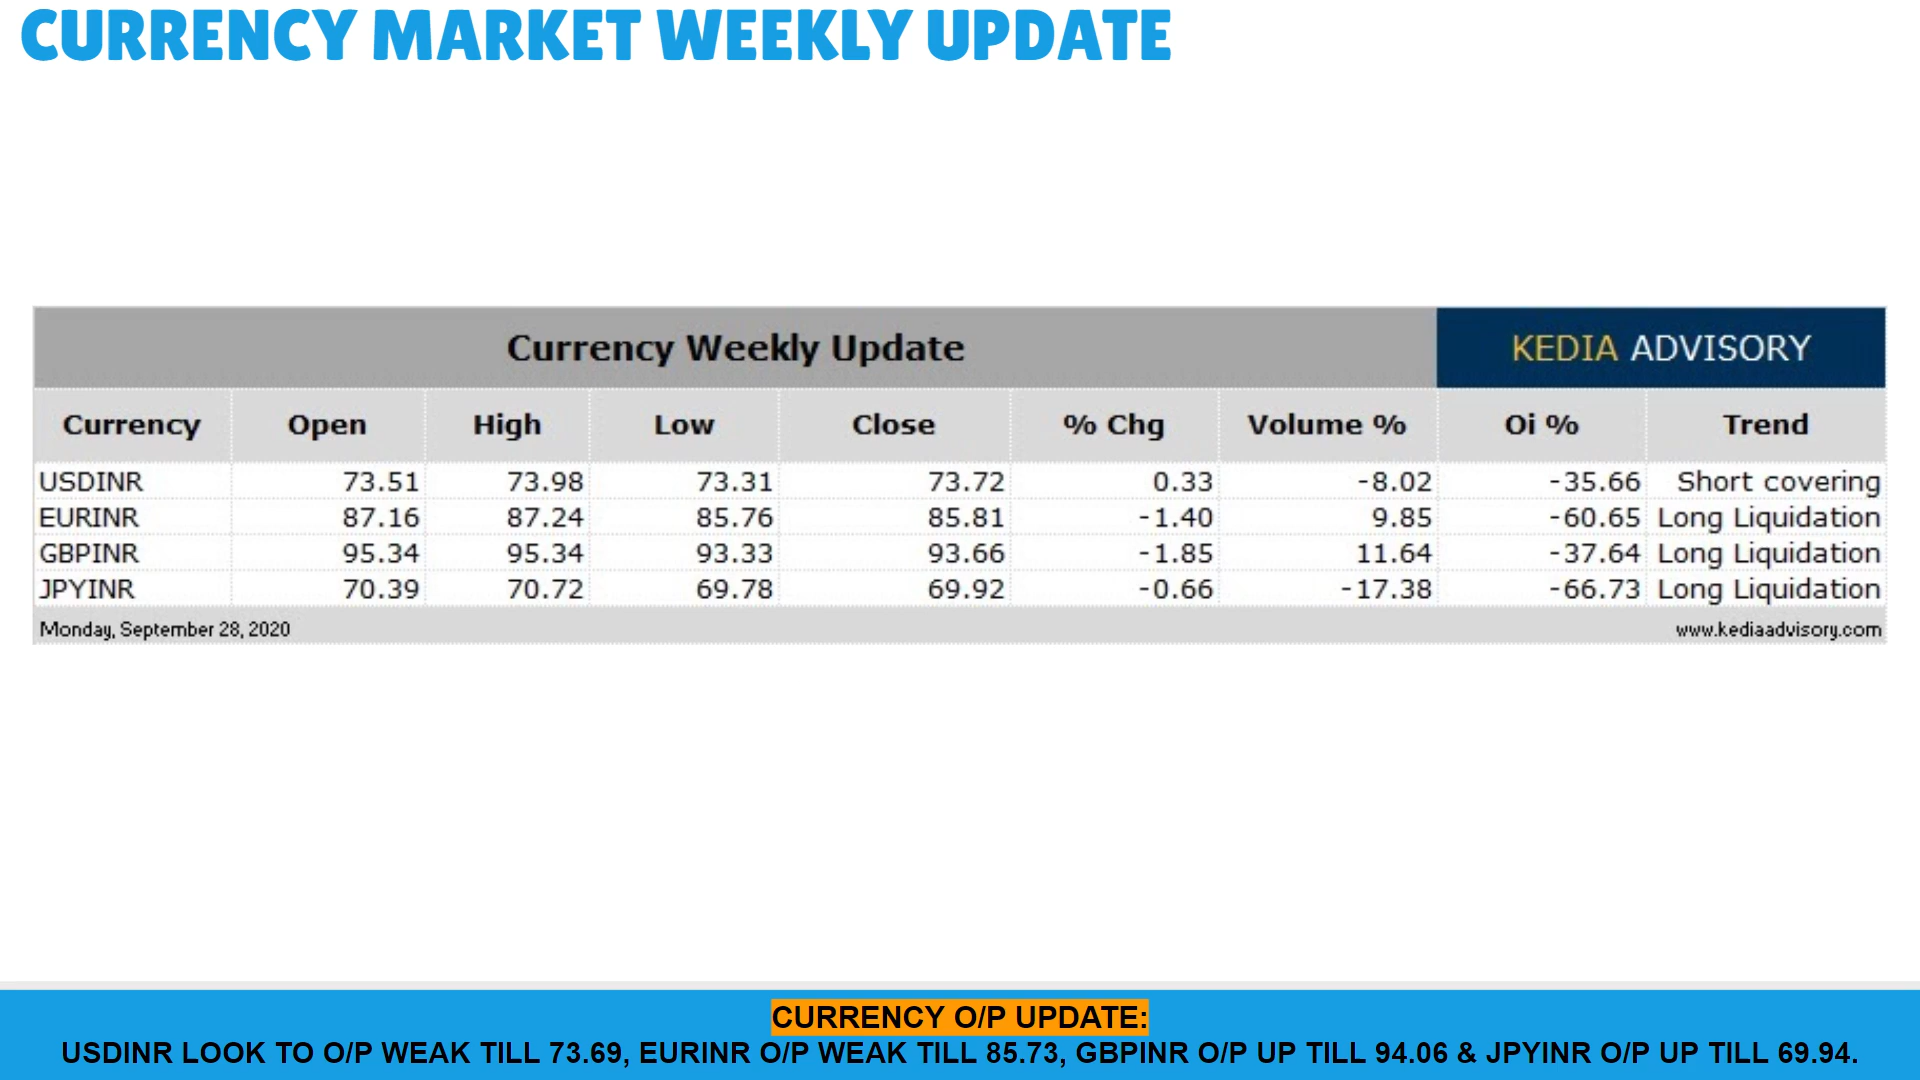 CURRENCY MARKET WEEKLY UPDATE
Currency Weekly Update KEDIA ADVISORY
Currency Open High Low Close % Chg Volume % Oi % Trend
USDINR 73.51 73.98 73.31 73.72 0.33 -8.02 -35.66 Short covering
EURINR 87.16 87.24 85.76 85.81 -1.40 9.85 -60.65 Long Liquidation
GBPINR 95.34 95.34 93.33 93.66 -1.85 11.64 -37.64 Long Liquidation
JPYINR 70.39 70.72 69.78 69.92 -0.66 -17.38 -66.73 Long Liquidation
Monday, September 28, 2020 www.kediaadvisory.com
CURRENCY O/P UPDATE:
USDINR LOOK TO O/P WEAK TILL 73.69, EURINR O/P WEAK TILL 85.73, GBPINR O/P UP TILL 94.06 & JPYINR O/P UP TILL 69.94.